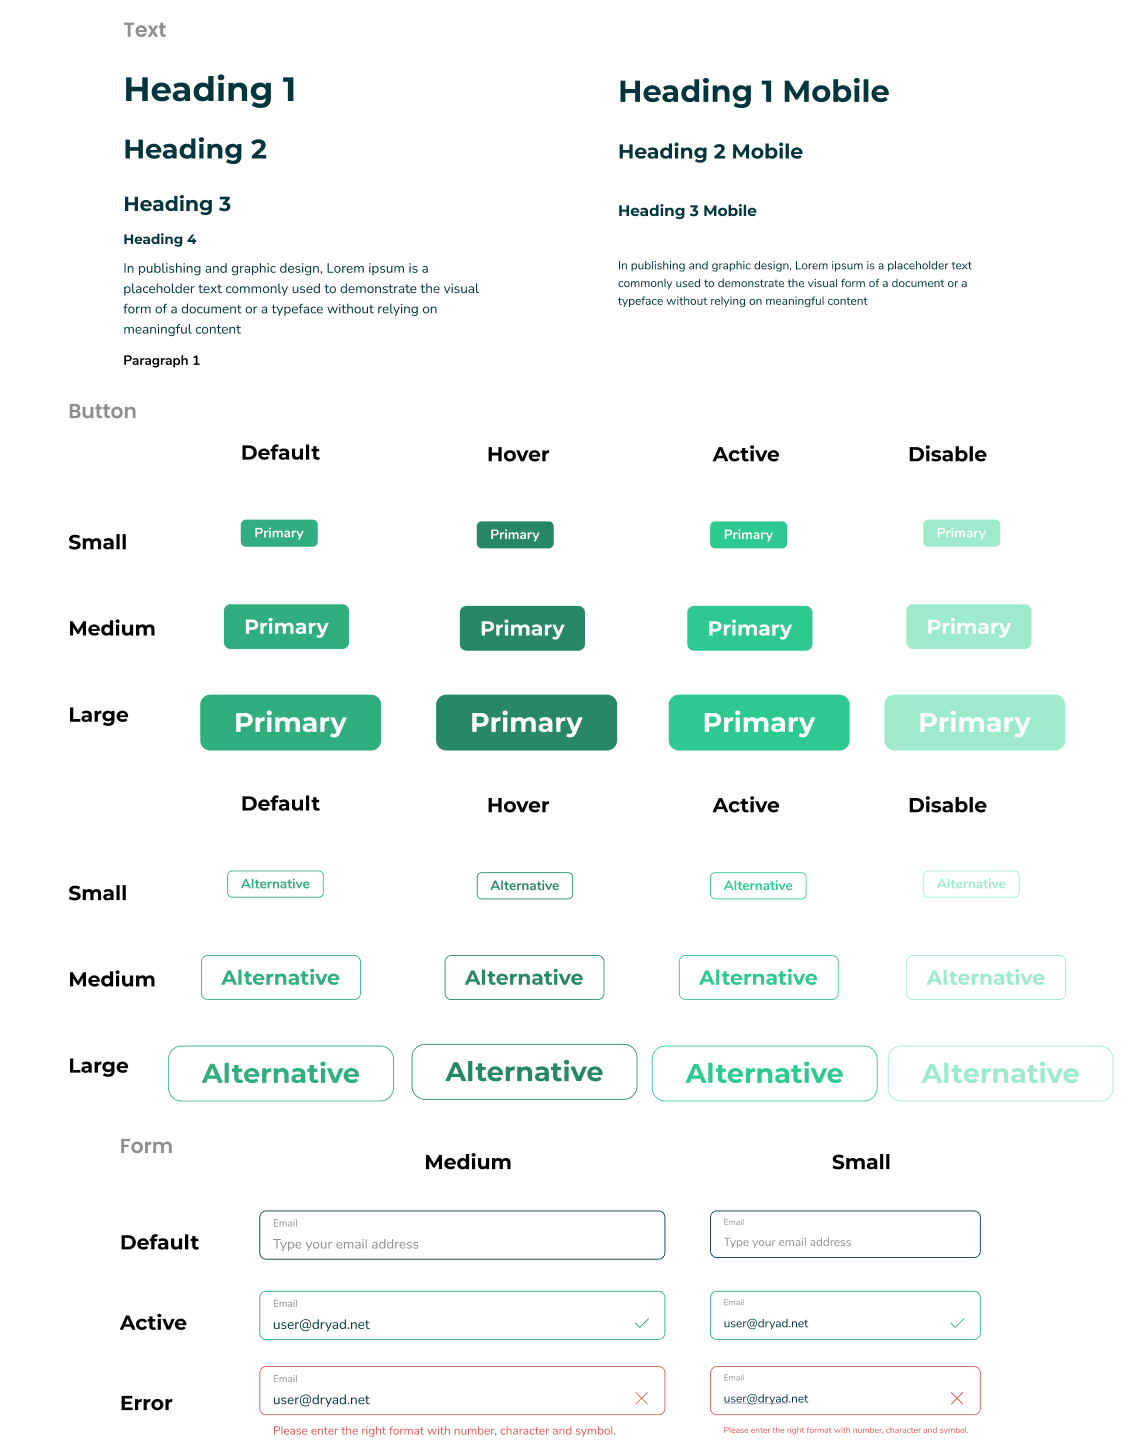 Text
Heading 1
Heading 1 Mobile
Heading 2
Heading 2 Mobile
Heading 3
Heading 3 Mobile
Heading 4
In publishing and graphic design, Lorem ipsum is a
placeholder text commonly used to demonstrate the visual
form of a document or a typeface without relying on
meaningful content
In publishing and graphic design, Lorem ipsum is a placeholder text
commonly used to demonstrate the visual form of a document or a
typeface without relying on meaningful content
Paragraph 1
Button
Default Hover Active Disable
Small Primary Primary Primary Primary
Medium Primary Primary Primary Primary
Large Primary Primary Primary Primary
Default Hover Active Disable
Small Alternative Alternative Alternative Alternative
Medium Alternative Alternative Alternative Alternative
Large Alternative Alternative Alternative Alternative
Form
Medium Small
Default
Email
Type your email address
Email
Type your email address
Active
Email
user@dryad.net
Email
user@dryad.net
Error
Email
user@dryad.net
Please enter the right format with number, character and symbol.
Email
user@dryad.net
Please enter the right format with number, character and symbol.